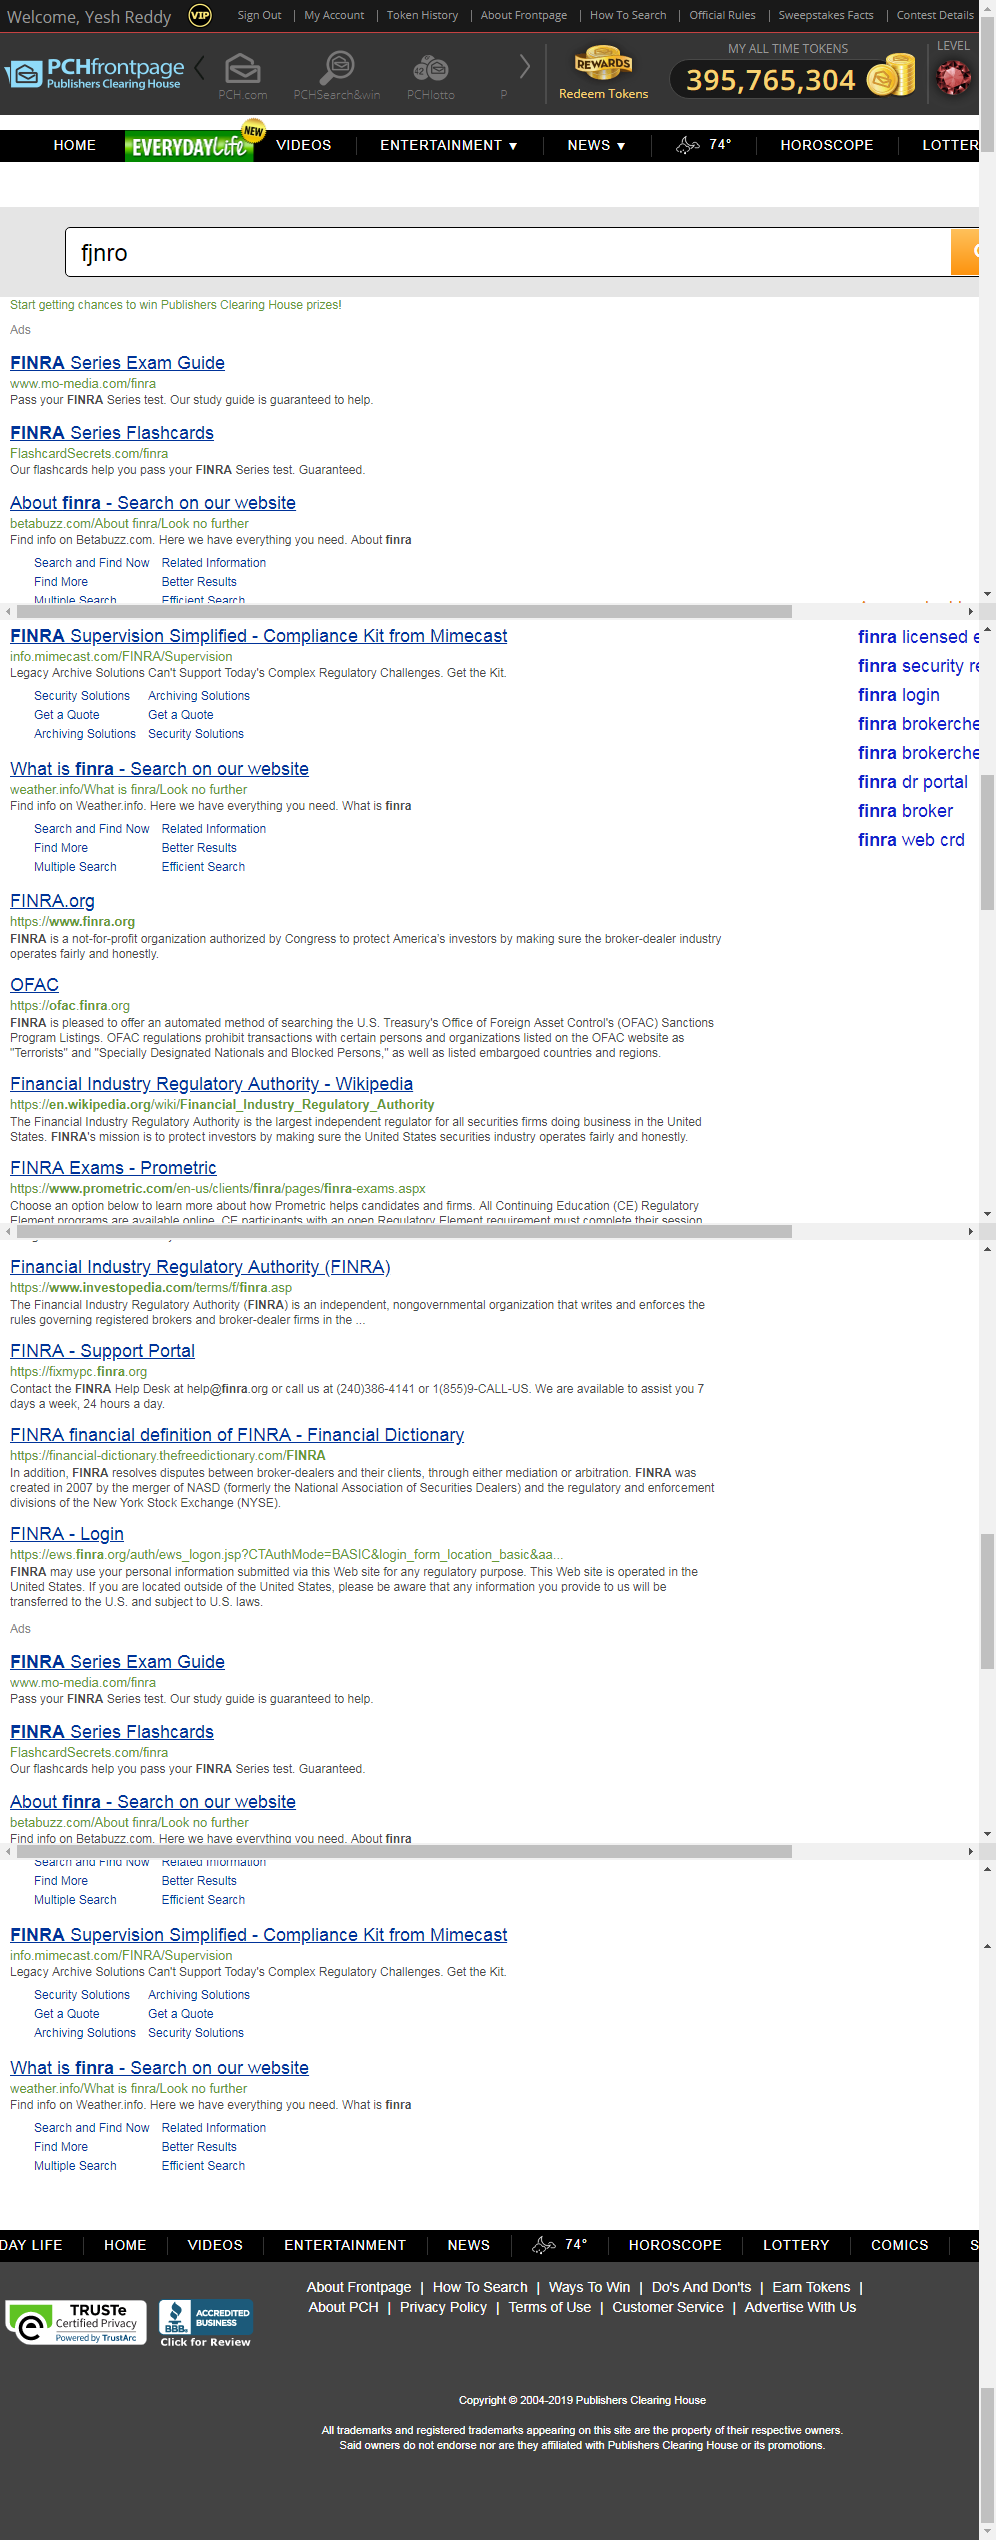 Welcome, Yesh Reddy VIP Sign Out | My Account | Token History | About Frontpage | How To Search | Official Rules | Sweepstakes Facts | Contest Details
PCHfrontpage
Publishers Clearing House
PCH.com PCHSearch&win PCHlotto P
REWARDS
Redeem Tokens
MY ALL TIME TOKENS
395,765,304
LEVEL
HOME EVERYDAY Life NEW VIDEOS ENTERTAINMENT ▼ NEWS ▼ 74° HOROSCOPE LOTTER
fjnro
Start getting chances to win Publishers Clearing House prizes!
Ads
FINRA Series Exam Guide
www.mo-media.com/finra
Pass your FINRA Series test. Our study guide is guaranteed to help.
FINRA Series Flashcards
FlashcardSecrets.com/finra
Our flashcards help you pass your FINRA Series test. Guaranteed.
About finra - Search on our website
betabuzz.com/About finra/Look no further
Find info on Betabuzz.com. Here we have everything you need. About finra
Search and Find Now Related Information
Find More Better Results
Multiple Search Efficient Search
FINRA Supervision Simplified - Compliance Kit from Mimecast
info.mimecast.com/FINRA/Supervision
Legacy Archive Solutions Can't Support Today's Complex Regulatory Challenges. Get the Kit.
Security Solutions Archiving Solutions
Get a Quote Get a Quote
Archiving Solutions Security Solutions
What is finra - Search on our website
weather.info/What is finra/Look no further
Find info on Weather.info. Here we have everything you need. What is finra
Search and Find Now Related Information
Find More Better Results
Multiple Search Efficient Search
finra licensed e
finra security re
finra login
finra brokerche
finra brokerche
finra dr portal
finra broker
finra web crd
FINRA.org
https://www.finra.org
FINRA is a not-for-profit organization authorized by Congress to protect America's investors by making sure the broker-dealer industry
operates fairly and honestly.
OFAC
https://ofac.finra.org
FINRA is pleased to offer an automated method of searching the U.S. Treasury's Office of Foreign Asset Control's (OFAC) Sanctions
Program Listings. OFAC regulations prohibit transactions with certain persons and organizations listed on the OFAC website as
"Terrorists" and "Specially Designated Nationals and Blocked Persons," as well as listed embargoed countries and regions.
Financial Industry Regulatory Authority - Wikipedia
https://en.wikipedia.org/wiki/Financial_Industry_Regulatory_Authority
The Financial Industry Regulatory Authority is the largest independent regulator for all securities firms doing business in the United
States. FINRA's mission is to protect investors by making sure the United States securities industry operates fairly and honestly.
FINRA Exams - Prometric
https://www.prometric.com/en-us/clients/finra/pages/finra-exams.aspx
Choose an option below to learn more about how Prometric helps candidates and firms. All Continuing Education (CE) Regulatory
Element programs are available online. CE participants with an open Regulatory Element requirement must complete their session
Financial Industry Regulatory Authority (FINRA)
https://www.investopedia.com/terms/f/finra.asp
The Financial Industry Regulatory Authority (FINRA) is an independent, nongovernmental organization that writes and enforces the
rules governing registered brokers and broker-dealer firms in the ...
FINRA - Support Portal
https://fixmypc.finra.org
Contact the FINRA Help Desk at help@finra.org or call us at (240)386-4141 or 1(855)9-CALL-US. We are available to assist you 7
days a week, 24 hours a day.
FINRA financial definition of FINRA - Financial Dictionary
https://financial-dictionary.thefreedictionary.com/FINRA
In addition, FINRA resolves disputes between broker-dealers and their clients, through either mediation or arbitration. FINRA was
created in 2007 by the merger of NASD (formerly the National Association of Securities Dealers) and the regulatory and enforcement
divisions of the New York Stock Exchange (NYSE).
FINRA - Login
https://ews.finra.org/auth/ews_logon.jsp?CTAuthMode=BASIC&login_form_location_basic&aa...
FINRA may use your personal information submitted via this Web site for any regulatory purpose. This Web site is operated in the
United States. If you are located outside of the United States, please be aware that any information you provide to us will be
transferred to the U.S. and subject to U.S. laws.
Ads
FINRA Series Exam Guide
www.mo-media.com/finra
Pass your FINRA Series test. Our study guide is guaranteed to help.
FINRA Series Flashcards
FlashcardSecrets.com/finra
Our flashcards help you pass your FINRA Series test. Guaranteed.
About finra - Search on our website
betabuzz.com/About finra/Look no further
Find info on Betabuzz.com. Here we have everything you need. About finra
Search and Find Now Related Information
Find More Better Results
Multiple Search Efficient Search
FINRA Supervision Simplified - Compliance Kit from Mimecast
info.mimecast.com/FINRA/Supervision
Legacy Archive Solutions Can't Support Today's Complex Regulatory Challenges. Get the Kit.
Security Solutions Archiving Solutions
Get a Quote Get a Quote
Archiving Solutions Security Solutions
What is finra - Search on our website
weather.info/What is finra/Look no further
Find info on Weather.info. Here we have everything you need. What is finra
Search and Find Now Related Information
Find More Better Results
Multiple Search Efficient Search
DAY LIFE HOME VIDEOS ENTERTAINMENT NEWS 74° HOROSCOPE LOTTERY COMICS S
About Frontpage | How To Search | Ways To Win | Do's And Don'ts | Earn Tokens |
About PCH | Privacy Policy | Terms of Use | Customer Service | Advertise With Us
TRUSTe
Certified Privacy
Powered by TrustArc
BBB. ACCREDITED BUSINESS
Click for Review
Copyright © 2004-2019 Publishers Clearing House
All trademarks and registered trademarks appearing on this site are the property of their respective owners.
Said owners do not endorse nor are they affiliated with Publishers Clearing House or its promotions.